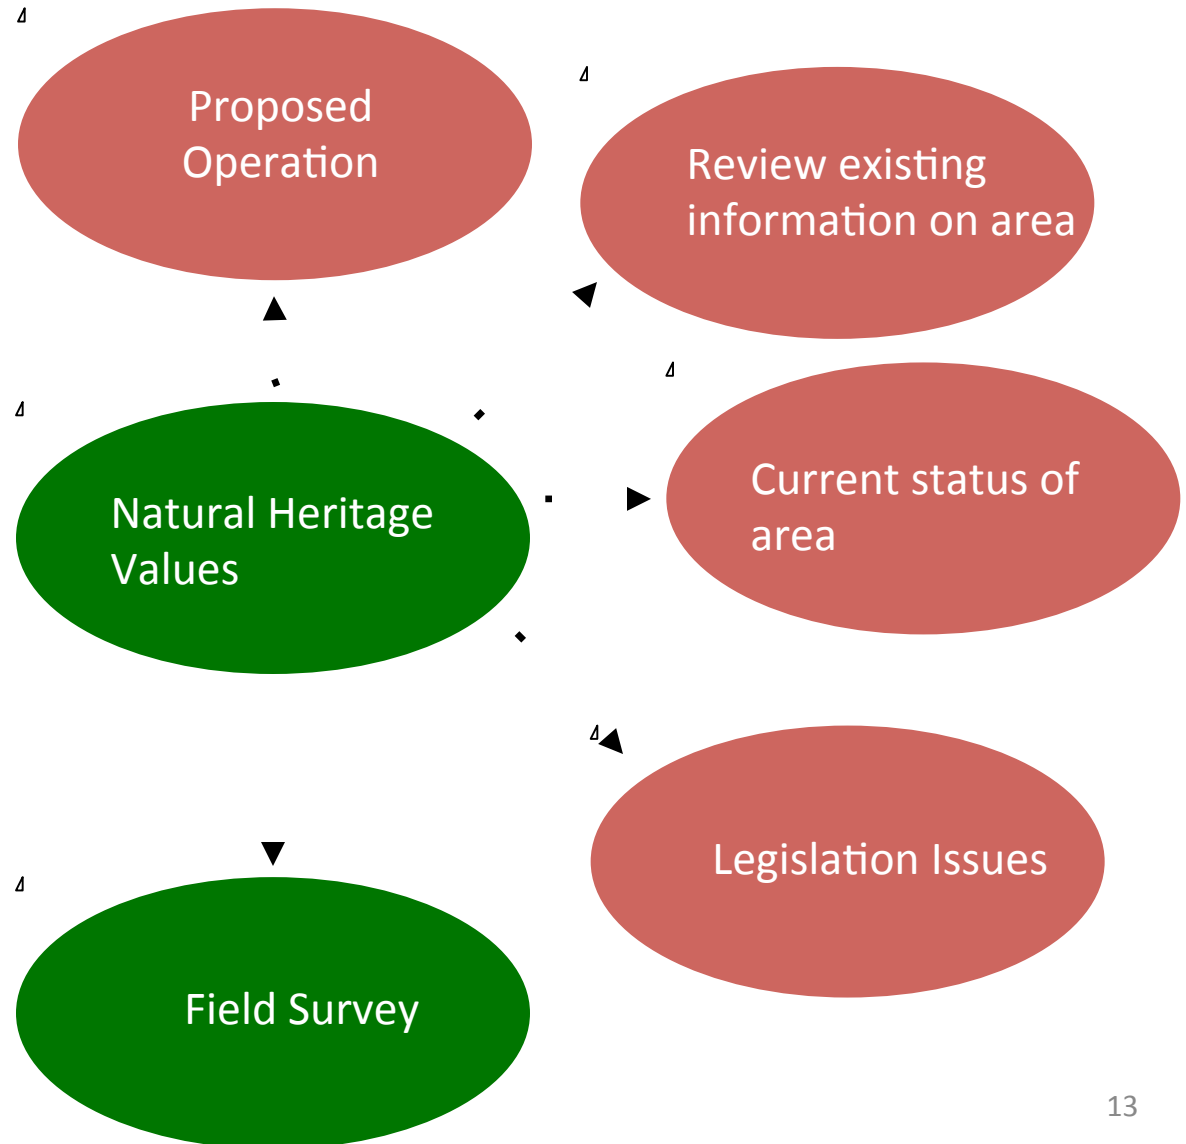 Proposed
Operation
Review existing
information on area
Natural Heritage
Values
Current status of
area
Legislation Issues
Field Survey
13